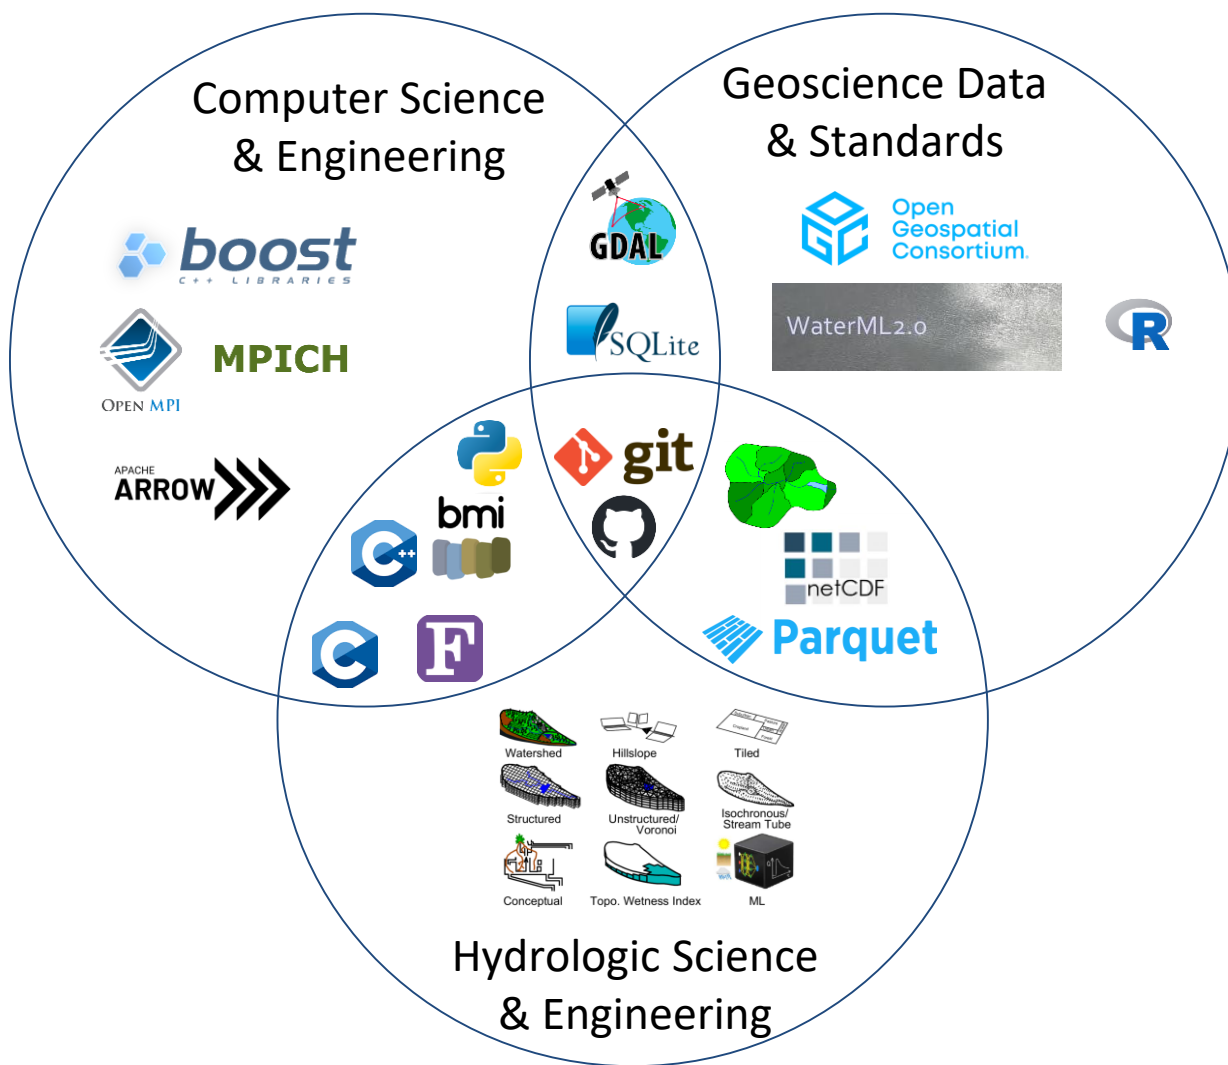 Computer Science
& Engineering
Geoscience Data
& Standards
boost
C++ LIBRARIES
GDAL
OGC
Open
Geospatial
Consortium.
OPEN MPI
MPICH
SQLite
WaterML2.0
R
APACHE
ARROW
git
bmi
C++
netCDF
C
F
Parquet
Watershed
Hillslope
Tiled
Structured
Unstructured/
Voronoi
Isochronous/
Stream Tube
Conceptual
Topo. Wetness Index
ML
Hydrologic Science
& Engineering